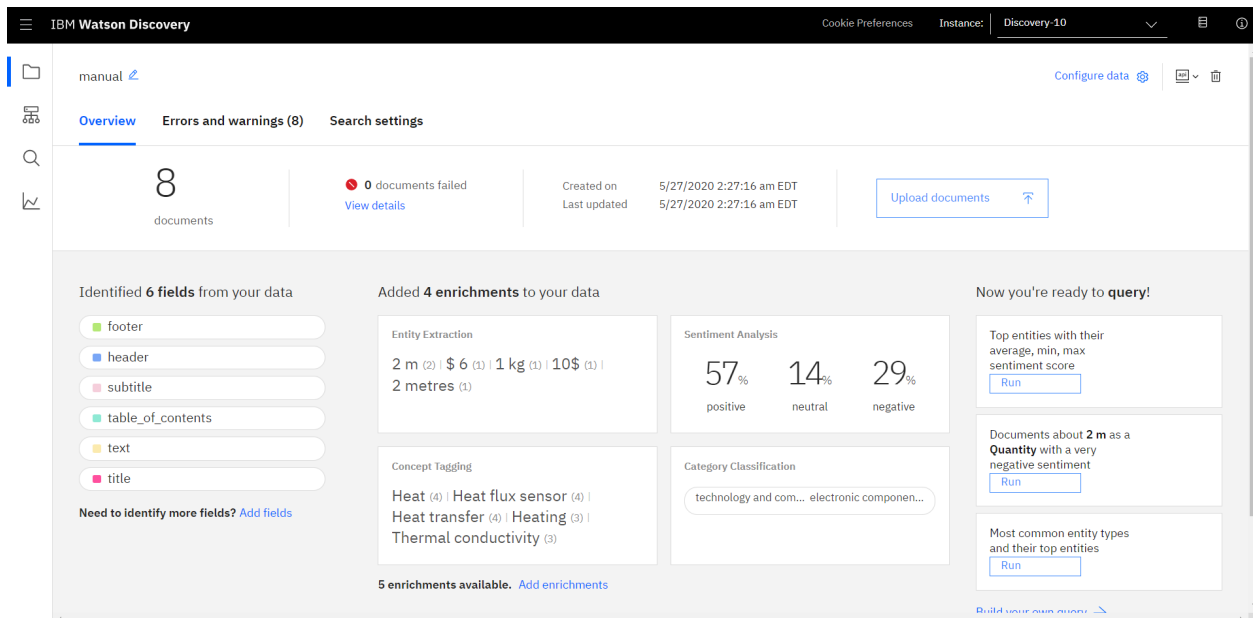 IBM Watson Discovery
Cookie Preferences
Instance:
Discovery-10
manual
Configure data
api
Overview
Errors and warnings (8)
Search settings
8
documents
0 documents failed
View details
Created on 5/27/2020 2:27:16 am EDT
Last updated 5/27/2020 2:27:16 am EDT
Upload documents
Identified 6 fields from your data
footer
header
subtitle
table_of_contents
text
title
Need to identify more fields? Add fields
Added 4 enrichments to your data
Entity Extraction
2 m (2) | $ 6 (1) | 1 kg (1) | 10$ (1) |
2 metres (1)
Sentiment Analysis
57% 14% 29%
positive neutral negative
Concept Tagging
Heat (4) | Heat flux sensor (4) |
Heat transfer (4) | Heating (3) |
Thermal conductivity (3)
Category Classification
technology and com... electronic componen...
5 enrichments available. Add enrichments
Now you're ready to query!
Top entities with their
average, min, max
sentiment score
Run
Documents about 2 m as a
Quantity with a very
negative sentiment
Run
Most common entity types
and their top entities
Run
Build your own query